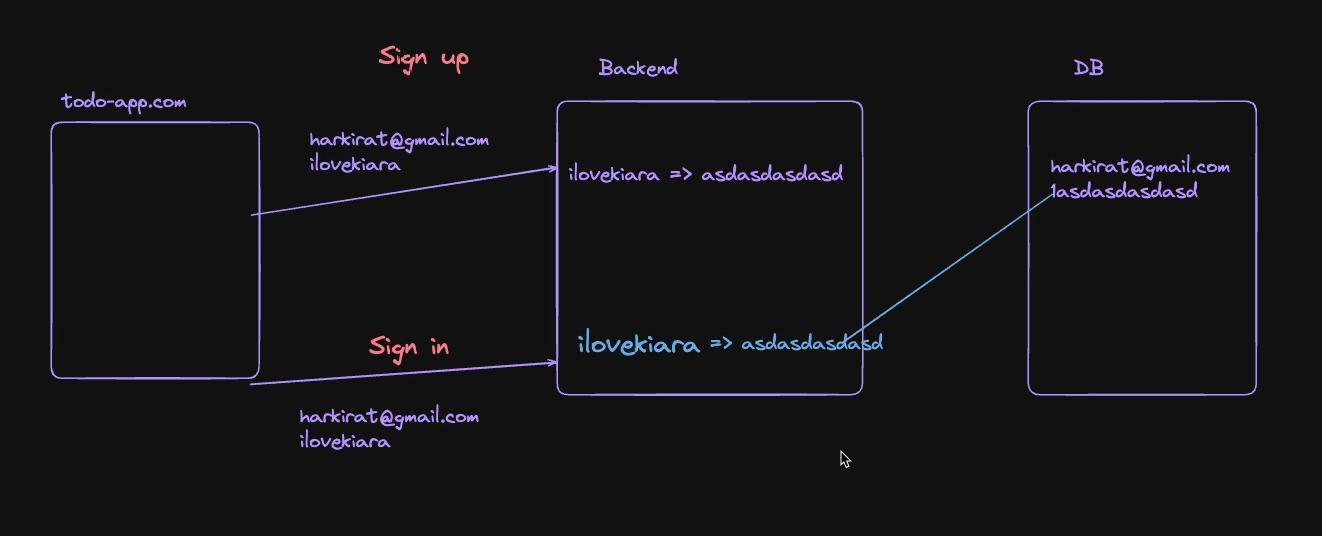 Sign up
Backend
DB
todo-app.com
harkirat@gmail.com
ilovekiara
ilovekiara => asdasdasdasd
harkirat@gmail.com
1asdasdasdasd
Sign in
ilovekiara => asdasdasdasd
harkirat@gmail.com
ilovekiara